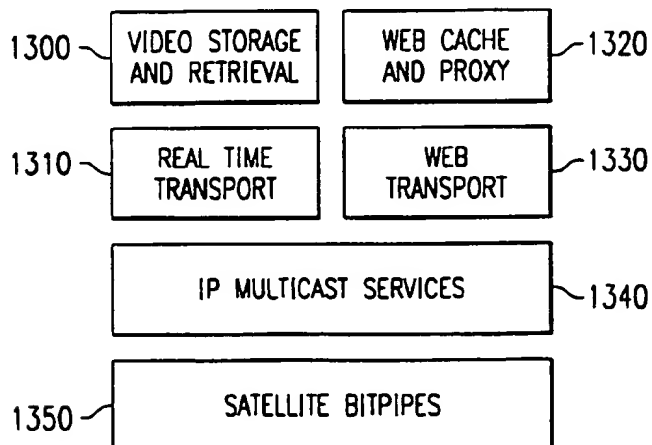 1300
VIDEO STORAGE
AND RETRIEVAL
WEB CACHE
AND PROXY
1320
1310
REAL TIME
TRANSPORT
WEB
TRANSPORT
1330
IP MULTICAST SERVICES
1340
1350
SATELLITE BITPIPES